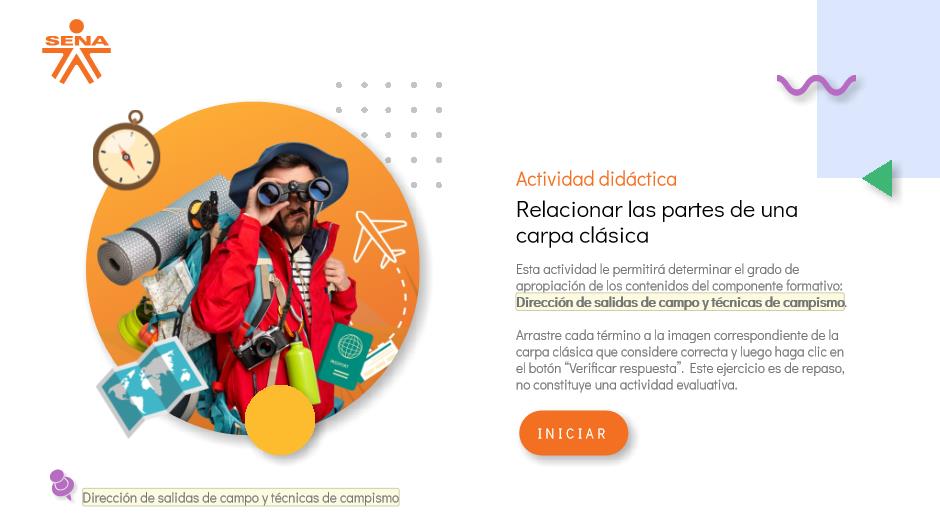 SENA
Actividad didáctica
Relacionar las partes de una
carpa clásica
Esta actividad le permitirá determinar el grado de
apropiación de los contenidos del componente formativo:
Dirección de salidas de campo y técnicas de campismo.
Arrastre cada término a la imagen correspondiente de la
carpa clásica que considere correcta y luego haga clic en
el botón “Verificar respuesta”. Este ejercicio es de repaso,
no constituye una actividad evaluativa.
PASSPORT
INICIAR
Dirección de salidas de campo y técnicas de campismo